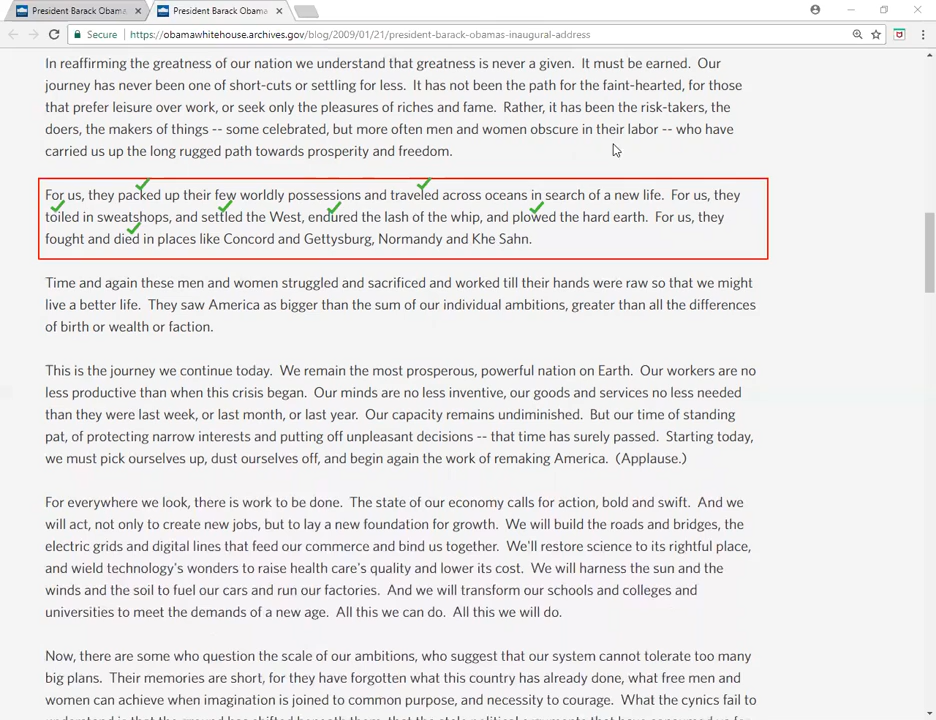 President Barack Obama
President Barack Obama
Secure
https://obamawhitehouse.archives.gov/blog/2009/01/21/president-barack-obamas-inaugural-address
In reaffirming the greatness of our nation we understand that greatness is never a given. It must be earned. Our
journey has never been one of short-cuts or settling for less. It has not been the path for the faint-hearted, for those
that prefer leisure over work, or seek only the pleasures of riches and fame. Rather, it has been the risk-takers, the
doers, the makers of things -- some celebrated, but more often men and women obscure in their labor -- who have
carried us up the long rugged path towards prosperity and freedom.
For us, they packed up their few worldly possessions and traveled across oceans in search of a new life. For us, they
toiled in sweatshops, and settled the West, endured the lash of the whip, and plowed the hard earth. For us, they
fought and died in places like Concord and Gettysburg, Normandy and Khe Sahn.
Time and again these men and women struggled and sacrificed and worked till their hands were raw so that we might
live a better life. They saw America as bigger than the sum of our individual ambitions, greater than all the differences
of birth or wealth or faction.
This is the journey we continue today. We remain the most prosperous, powerful nation on Earth. Our workers are no
less productive than when this crisis began. Our minds are no less inventive, our goods and services no less needed
than they were last week, or last month, or last year. Our capacity remains undiminished. But our time of standing
pat, of protecting narrow interests and putting off unpleasant decisions -- that time has surely passed. Starting today,
we must pick ourselves up, dust ourselves off, and begin again the work of remaking America. (Applause.)
For everywhere we look, there is work to be done. The state of our economy calls for action, bold and swift. And we
will act, not only to create new jobs, but to lay a new foundation for growth. We will build the roads and bridges, the
electric grids and digital lines that feed our commerce and bind us together. We'll restore science to its rightful place,
and wield technology's wonders to raise health care's quality and lower its cost. We will harness the sun and the
winds and the soil to fuel our cars and run our factories. And we will transform our schools and colleges and
universities to meet the demands of a new age. All this we can do. All this we will do.
Now, there are some who question the scale of our ambitions, who suggest that our system cannot tolerate too many
big plans. Their memories are short, for they have forgotten what this country has already done, what free men and
women can achieve when imagination is joined to common purpose, and necessity to courage. What the cynics fail to
understand is that the ground has shifted beneath them, that the stale political arguments that have consumed us for